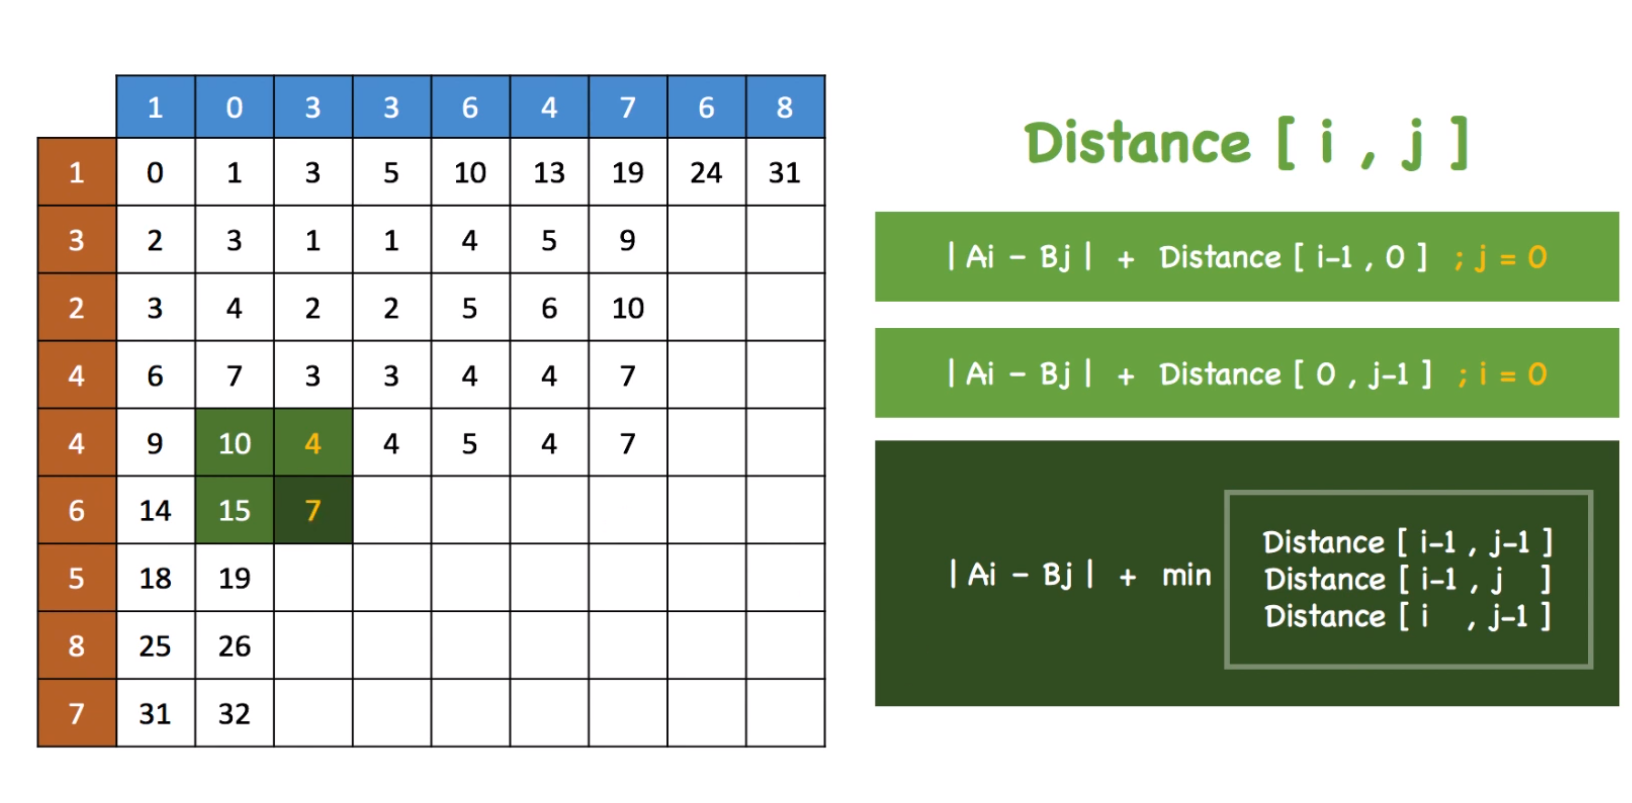 1 0 3 3 6 4 7 6 8
1 0 1 3 5 10 13 19 24 31
3 2 3 1 1 4 5 9
2 3 4 2 2 5 6 10
4 6 7 3 3 4 4 7
4 9 10 4 4 5 4 7
6 14 15 7
5 18 19
8 25 26
7 31 32
Distance [ i , j ]
| Ai - Bj | + Distance [ i-1 , 0 ] ; j = 0
| Ai - Bj | + Distance [ 0 , j-1 ] ; i = 0
| Ai - Bj | + min
Distance [ i-1 , j-1 ]
Distance [ i-1 , j ]
Distance [ i , j-1 ]